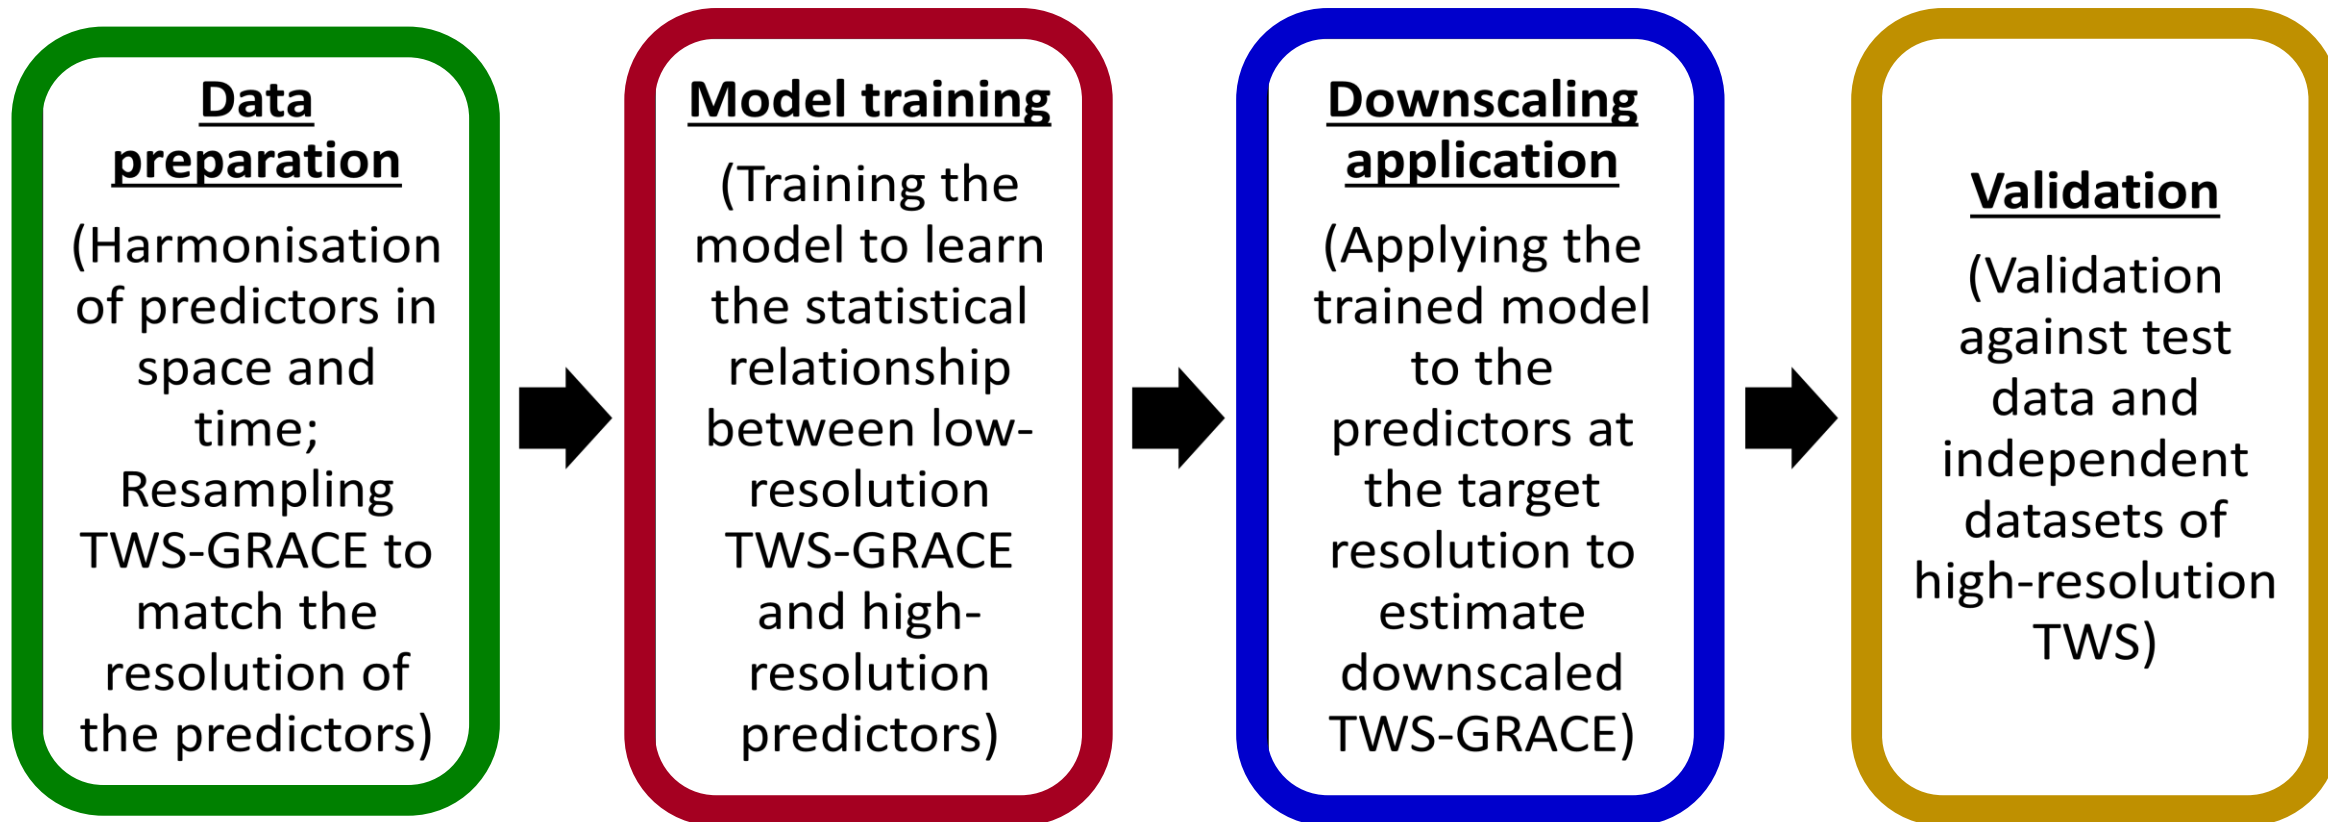 Data
preparation
(Harmonisation
of predictors in
space and
time;
Resampling
TWS-GRACE to
match the
resolution of
the predictors)
Model training
(Training the
model to learn
the statistical
relationship
between low-
resolution
TWS-GRACE
and high-
resolution
predictors)
Downscaling
application
(Applying the
trained model
to the
predictors at
the target
resolution to
estimate
downscaled
TWS-GRACE)
Validation
(Validation
against test
data and
independent
datasets of
high-resolution
TWS)